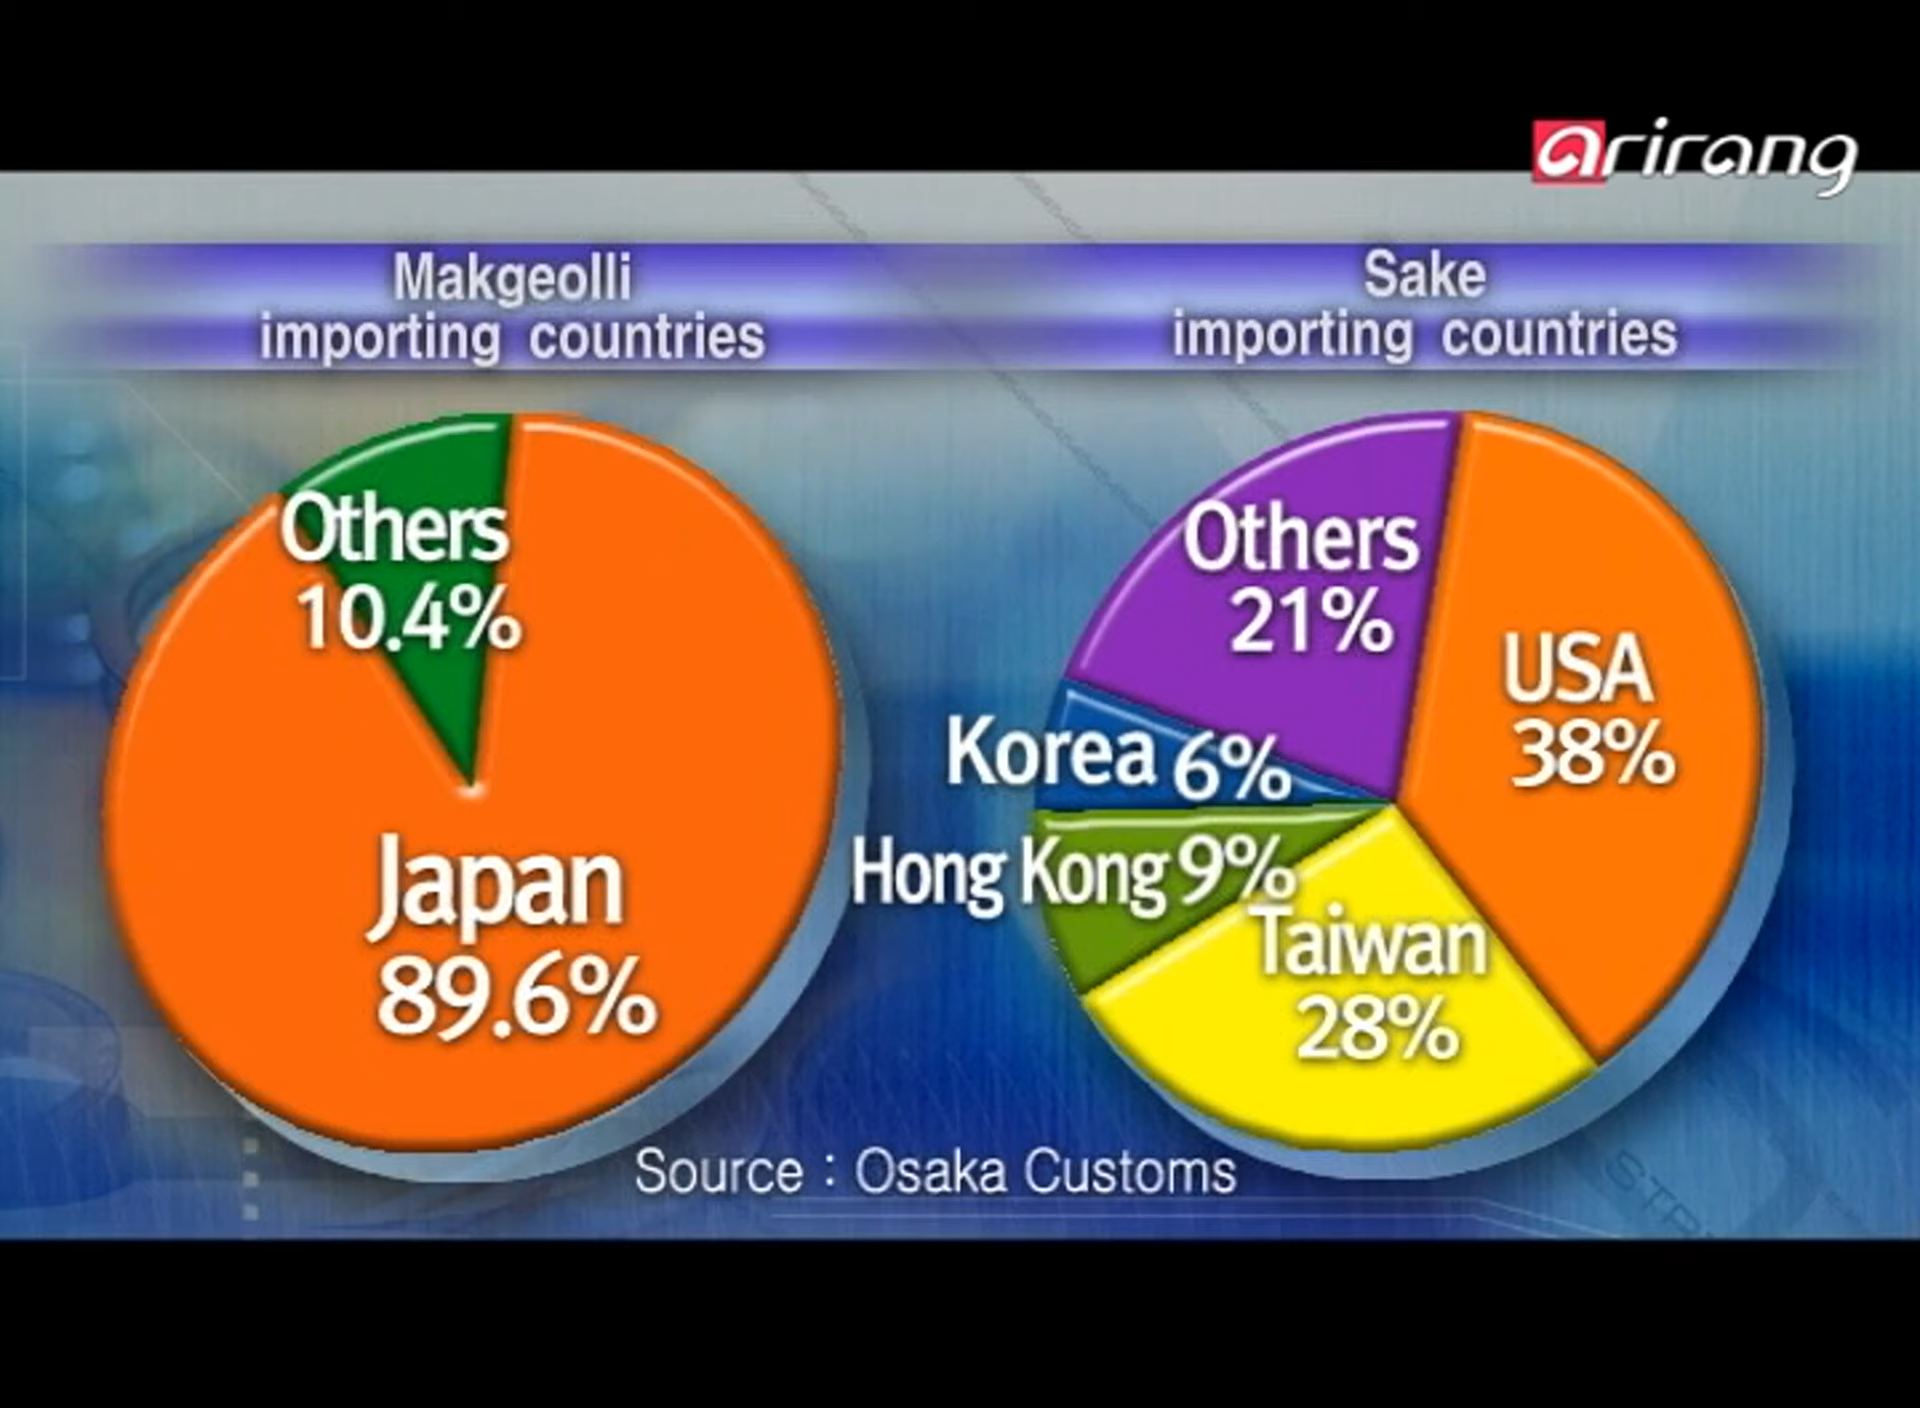 arirang
Makgeolli
importing countries
Others
10.4%
Japan
89.6%
Sake
importing countries
Others
21%
USA
38%
Korea 6%
Hong Kong 9%
Taiwan
28%
Source : Osaka Customs